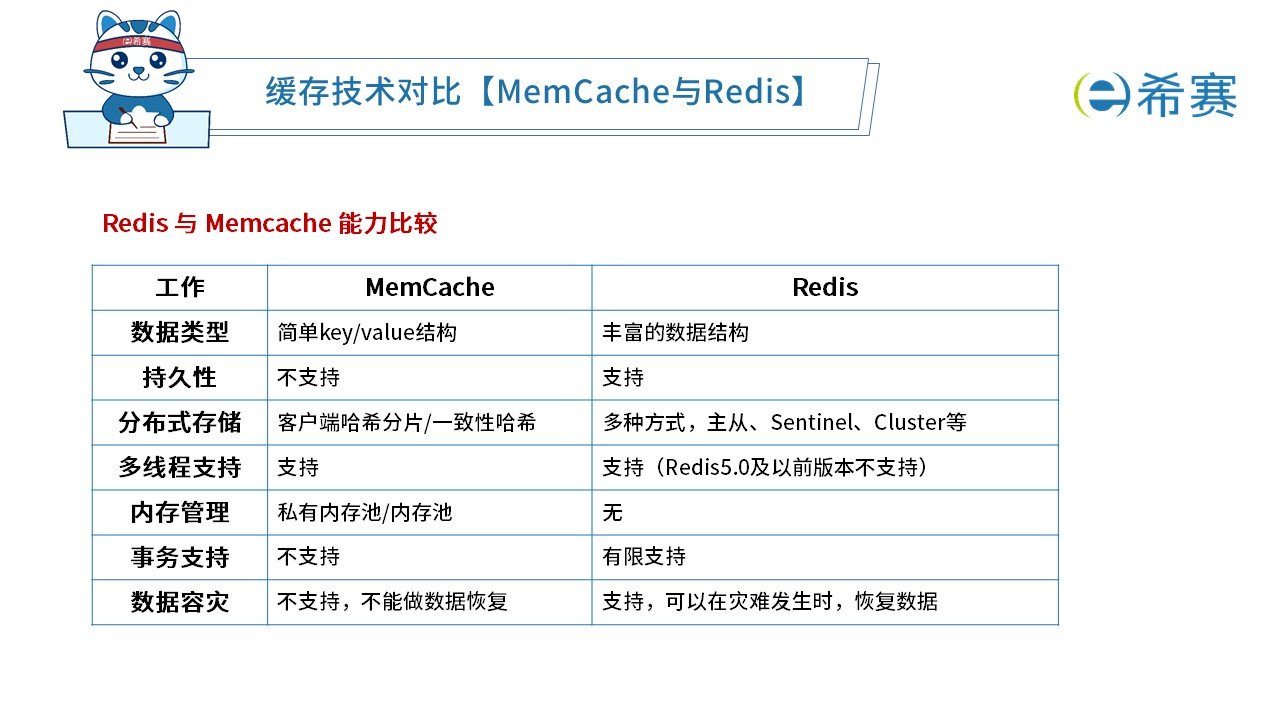 希赛
缓存技术对比【MemCache与Redis】
希赛
Redis 与 Memcache 能力比较
工作 MemCache Redis
数据类型 简单key/value结构 丰富的数据结构
持久性 不支持 支持
分布式存储 客户端哈希分片/一致性哈希 多种方式，主从、Sentinel、Cluster等
多线程支持 支持 支持（Redis5.0及以前版本不支持）
内存管理 私有内存池/内存池 无
事务支持 不支持 有限支持
数据容灾 不支持，不能做数据恢复 支持，可以在灾难发生时，恢复数据